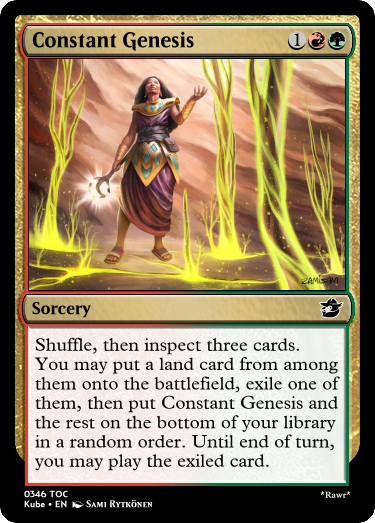 Constant Genesis 1
ZAMISAM
Sorcery
Shuffle, then inspect three cards.
You may put a land card from among
them onto the battlefield, exile one of
them, then put Constant Genesis and
the rest on the bottom of your library
in a random order. Until end of turn,
you may play the exiled card.
0346 TOC
Kube • EN SAMI RYTKÖNEN *Rawr*